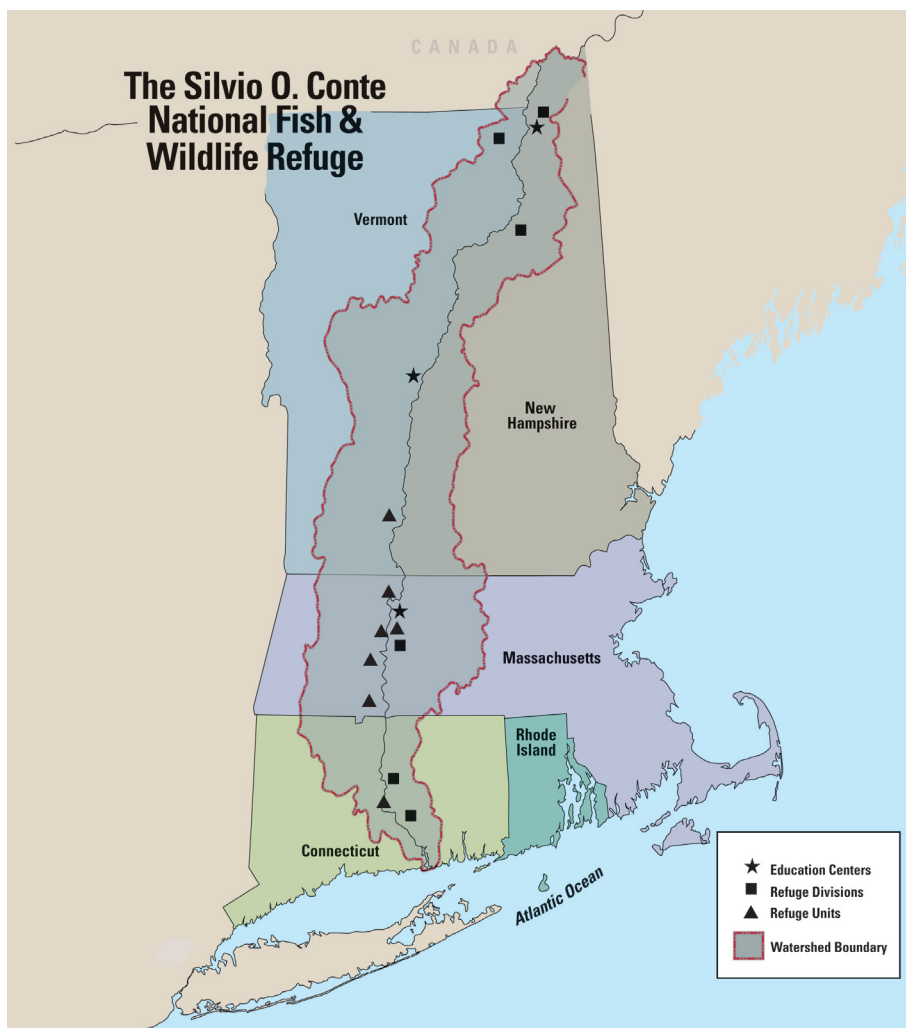 CANADA
The Silvio O. Conte
National Fish &
Wildlife Refuge
Vermont
New
Hampshire
Massachusetts
Rhode
Island
Connecticut
Atlantic Ocean
Education Centers
Refuge Divisions
Refuge Units
Watershed Boundary